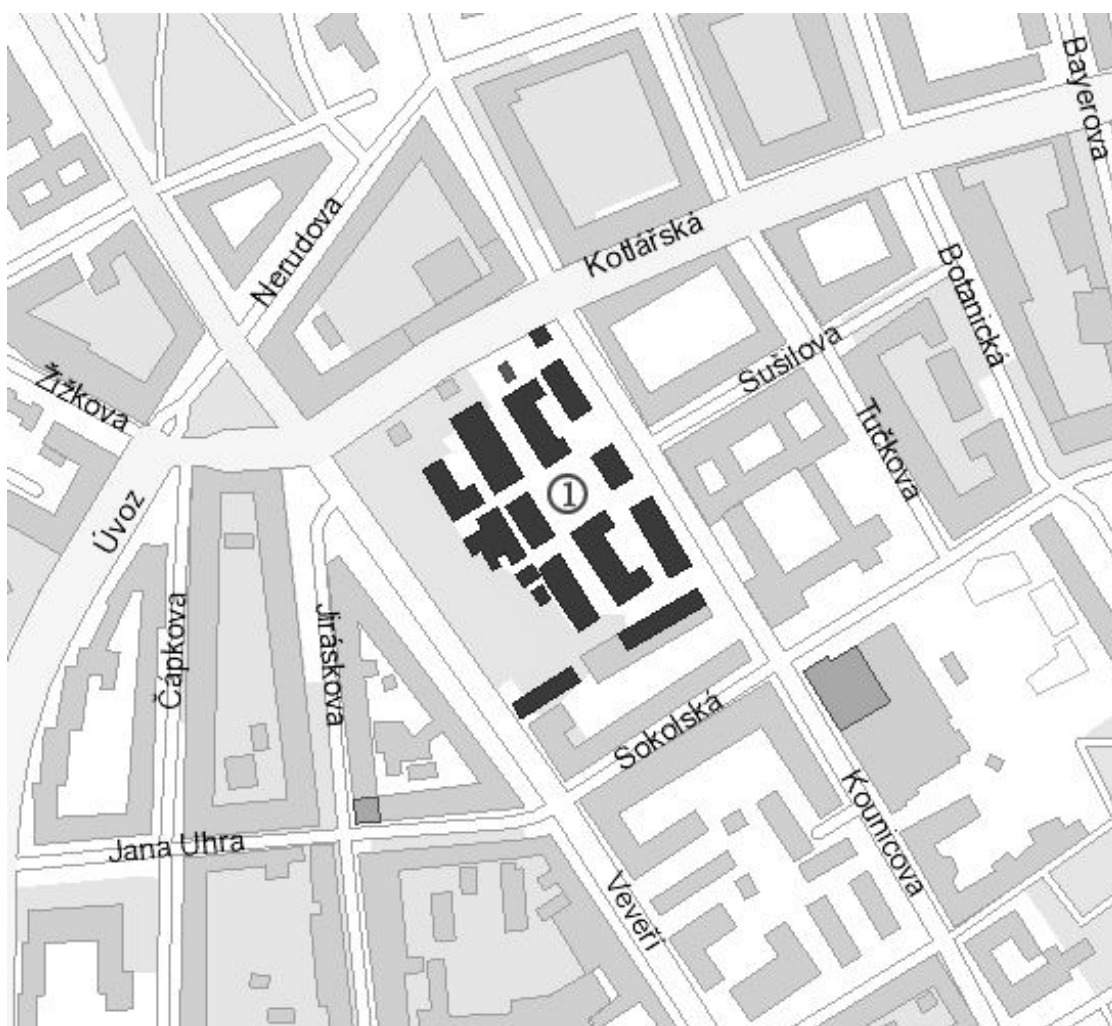 Bayerova
Nerudova
Kotlářská
Botanická
Žižkova
Sušilova
Tučkova
Úvoz
①
Čápkova
Jiráskova
Sokolská
Kounicova
Jana Uhra
Veveří